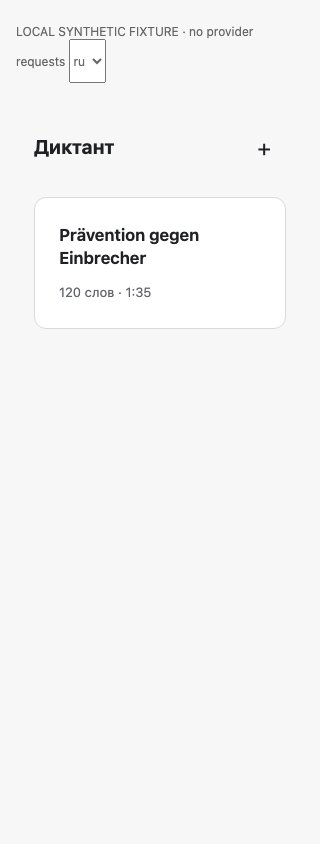 LOCAL SYNTHETIC FIXTURE · no provider
requests ru
Диктант +
Prävention gegen
Einbrecher
120 слов · 1:35